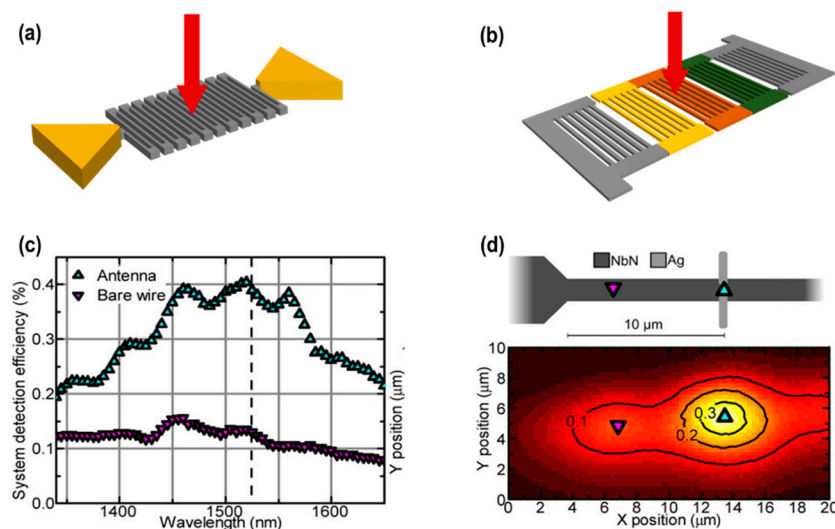 (a)
(b)
(c)
Antenna
Bare wire
System detection efficiency (%)
0.4
0.3
0.2
0.1
0.0
1400
1500
1600
Wavelength (nm)
(d)
NbN
Ag
10 μm
Y position (μm)
Y position (μm)
10
8
6
4
2
0
0.1
0.2
0.3
0 2 4 6 8 10 12 14 16 18 20
X position (μm)